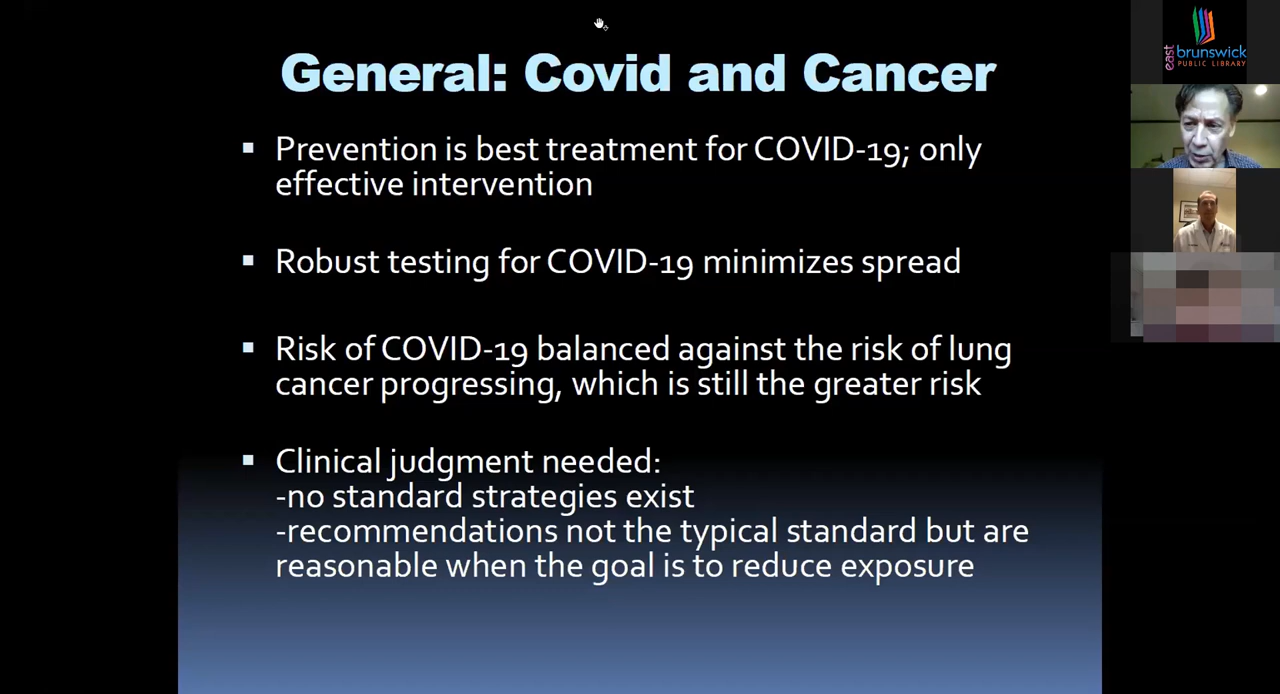 General: Covid and Cancer
▪ Prevention is best treatment for COVID-19; only
effective intervention
▪ Robust testing for COVID-19 minimizes spread
▪ Risk of COVID-19 balanced against the risk of lung
cancer progressing, which is still the greater risk
▪ Clinical judgment needed:
-no standard strategies exist
-recommendations not the typical standard but are
reasonable when the goal is to reduce exposure
east
brunswick
PUBLIC LIBRARY